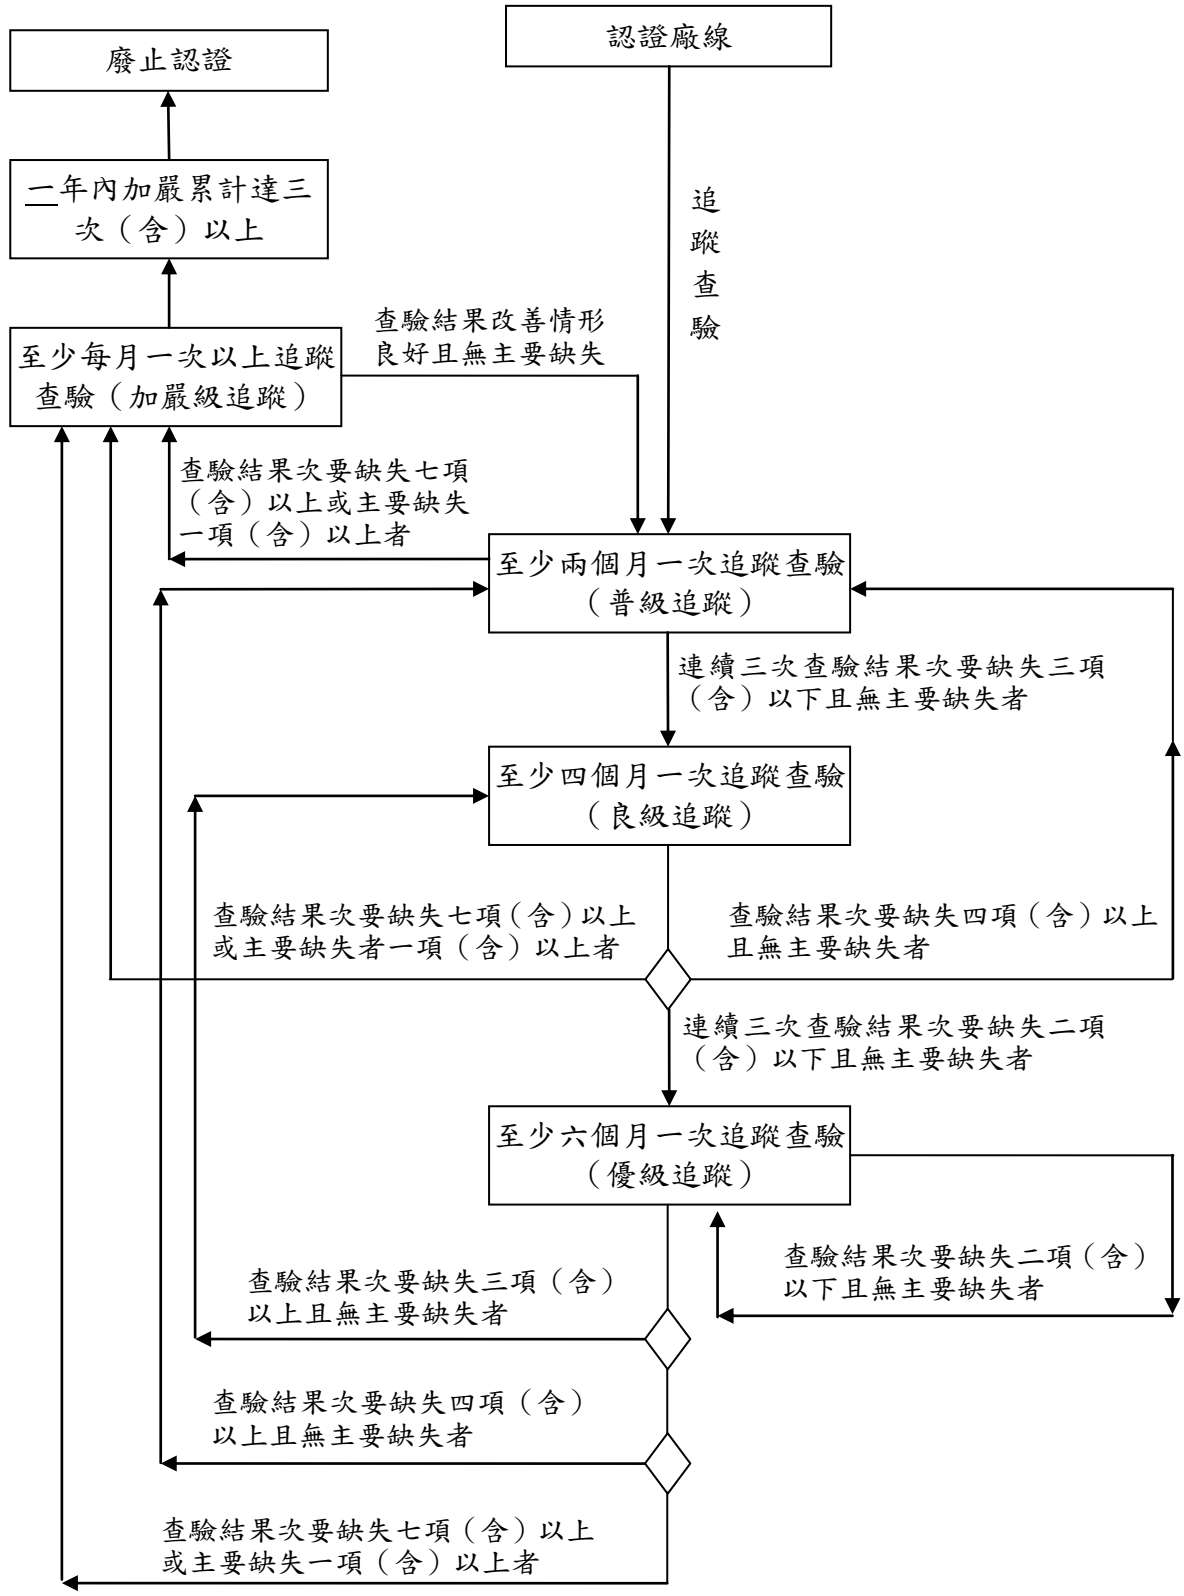 認證廠線
廢止認證
一年內加嚴累計達三
次（含）以上
追
蹤
查
驗
查驗結果改善情形
良好且無主要缺失
至少每月一次以上追蹤
查驗（加嚴級追蹤）
查驗結果次要缺失七項
（含）以上或主要缺失
一項（含）以上者
至少兩個月一次追蹤查驗
（普級追蹤）
連續三次查驗結果次要缺失三項
（含）以下且無主要缺失者
至少四個月一次追蹤查驗
（良級追蹤）
查驗結果次要缺失七項（含）以上
或主要缺失者一項（含）以上者
查驗結果次要缺失四項（含）以上
且無主要缺失者
連續三次查驗結果次要缺失二項
（含）以下且無主要缺失者
至少六個月一次追蹤查驗
（優級追蹤）
查驗結果次要缺失二項（含）
以下且無主要缺失者
查驗結果次要缺失三項（含）
以上且無主要缺失者
查驗結果次要缺失四項（含）
以上且無主要缺失者
查驗結果次要缺失七項（含）以上
或主要缺失一項（含）以上者